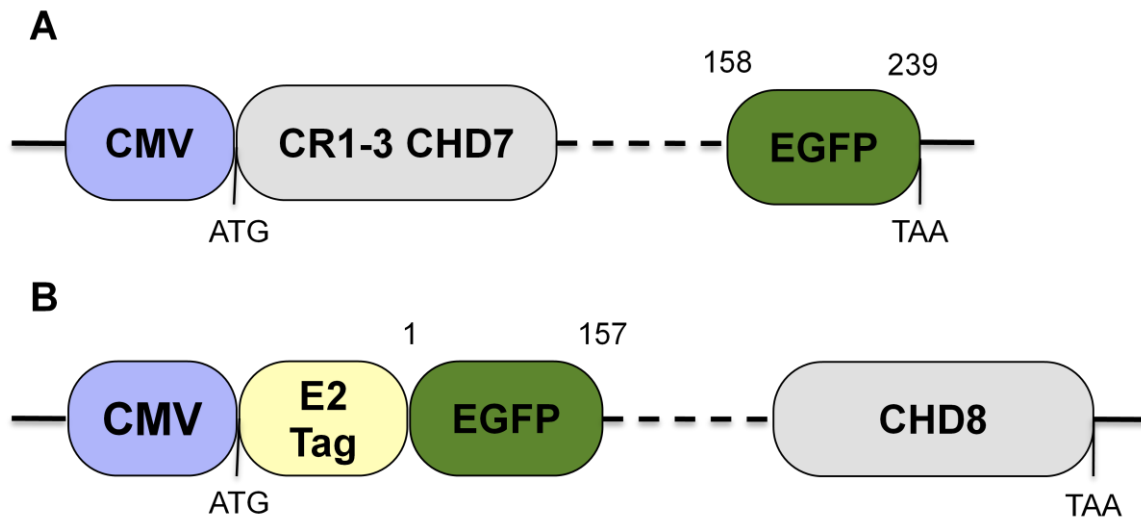 A
158 239
CMV CR1-3 CHD7 EGFP
ATG TAA
B
1 157
CMV E2 Tag EGFP CHD8
ATG TAA